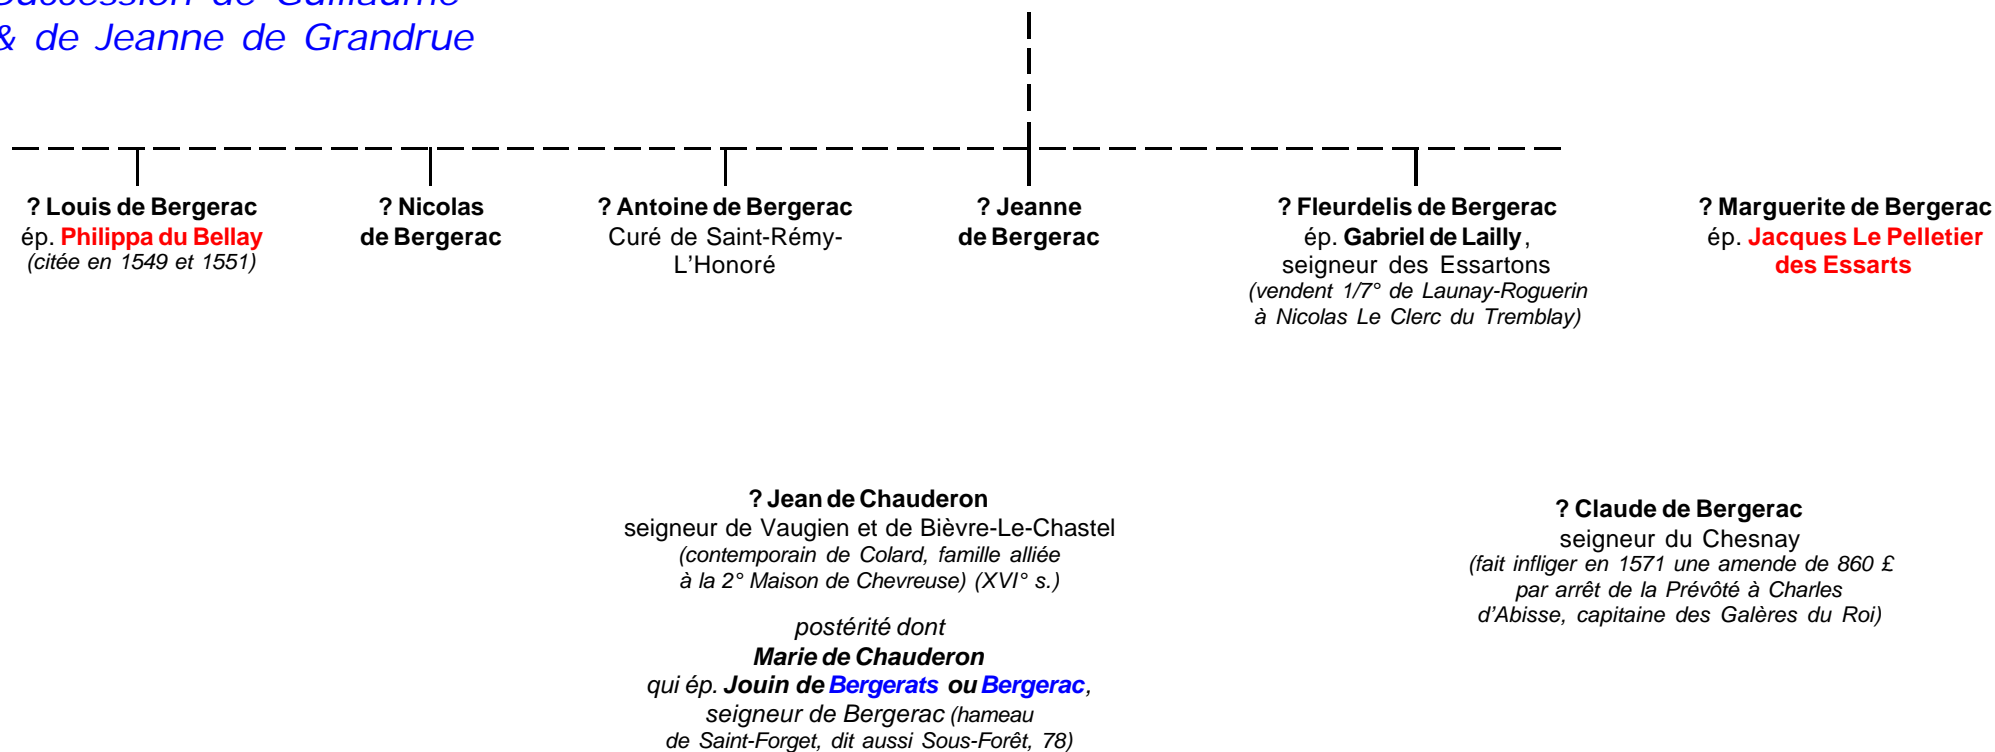 Succession de Guillaume
& de Jeanne de Grandrue
? Louis de Bergerac
ép. Philippa du Bellay
(citée en 1549 et 1551)
? Nicolas
de Bergerac
? Antoine de Bergerac
Curé de Saint-Rémy-
L'Honoré
? Jeanne
de Bergerac
? Fleurdelis de Bergerac
ép. Gabriel de Lailly,
seigneur des Essartons
(vendent 1/7° de Launay-Roguerin
à Nicolas Le Clerc du Tremblay)
? Marguerite de Bergerac
ép. Jacques Le Pelletier
des Essarts
? Jean de Chauderon
seigneur de Vaugien et de Bièvre-Le-Chastel
(contemporain de Colard, famille alliée
à la 2° Maison de Chevreuse) (XVI° s.)
postérité dont
Marie de Chauderon
qui ép. Jouin de Bergerats ou Bergerac,
seigneur de Bergerac (hameau
de Saint-Forget, dit aussi Sous-Forêt, 78)
? Claude de Bergerac
seigneur du Chesnay
(fait infliger en 1571 une amende de 860 £
par arrêt de la Prévôté à Charles
d'Abisse, capitaine des Galères du Roi)